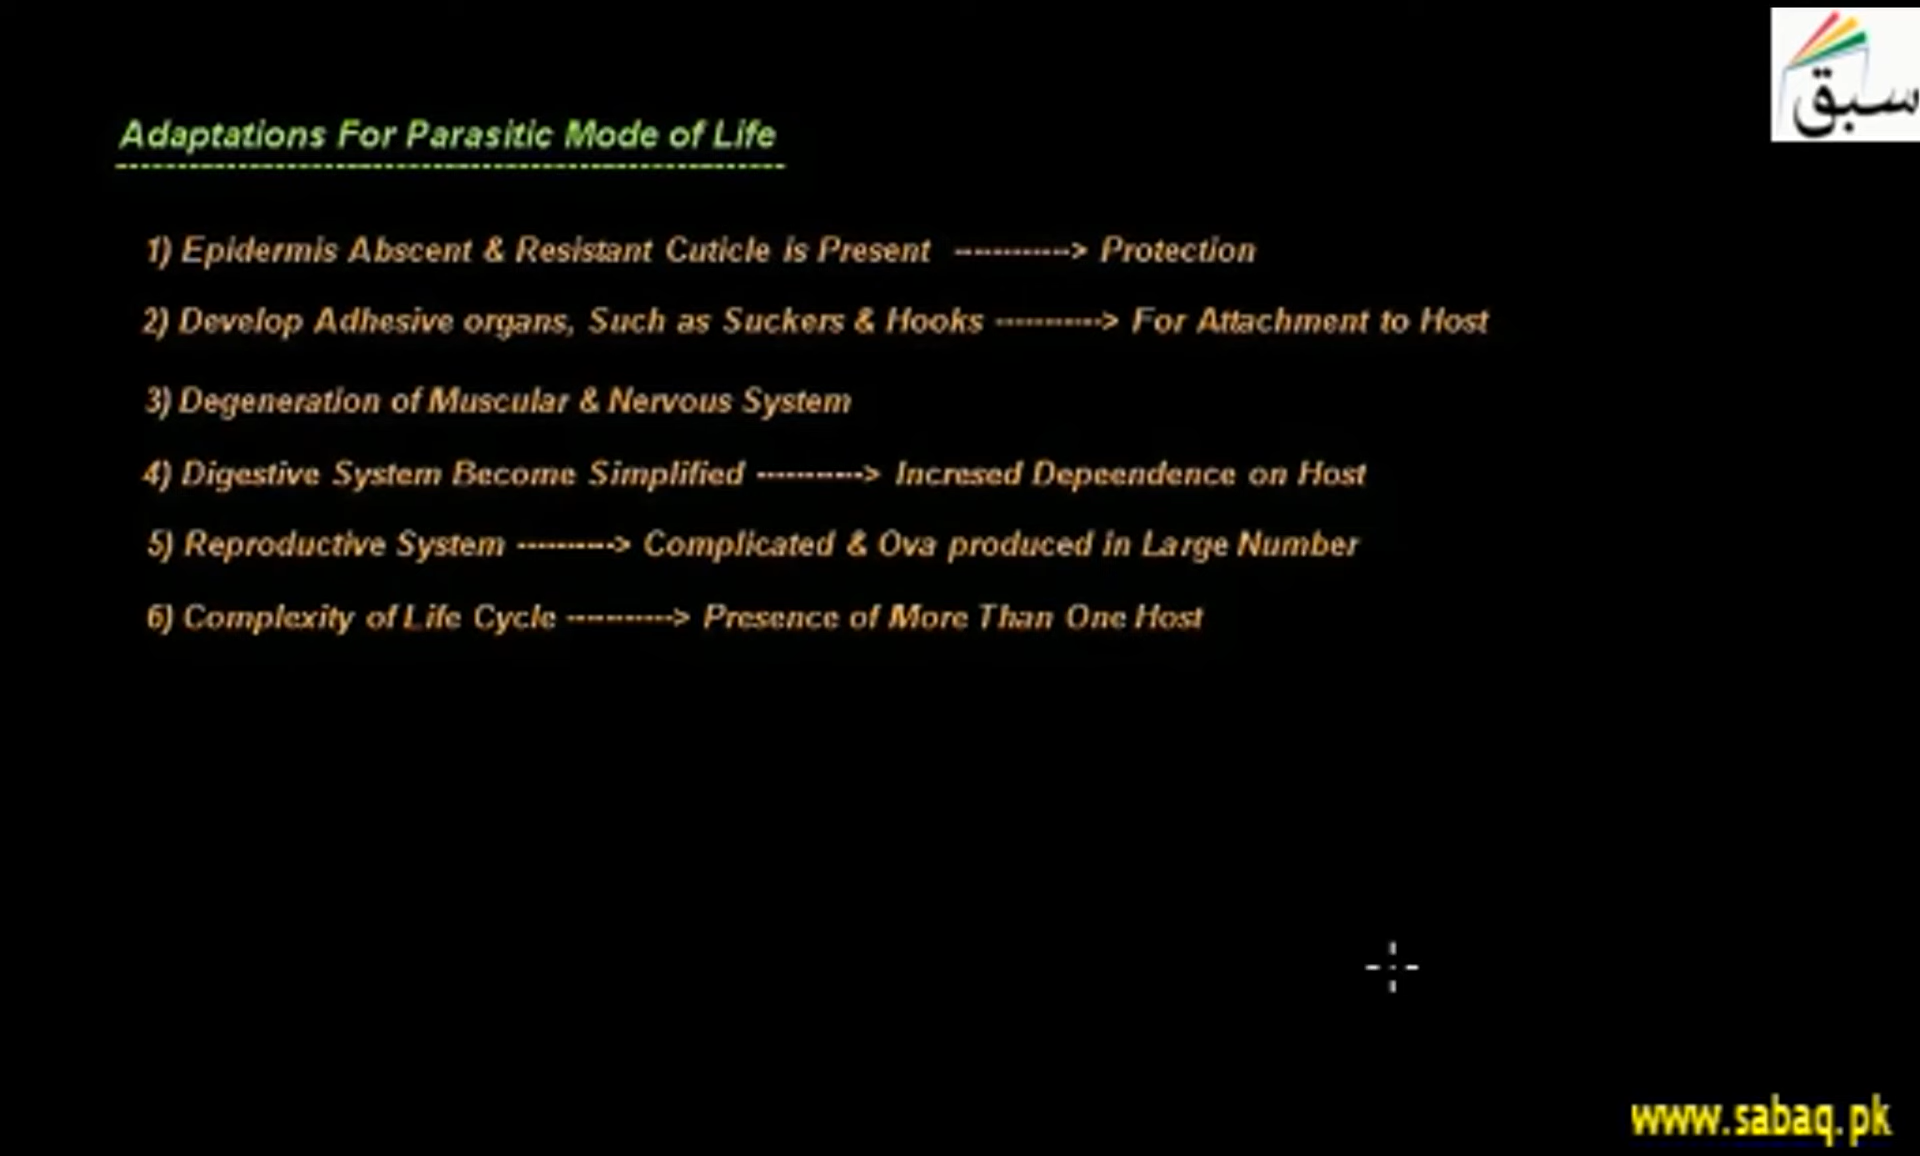 سبق
Adaptations For Parasitic Mode of Life
1) Epidermis Abscent & Resistant Cuticle is Present -----------> Protection
2) Develop Adhesive organs, Such as Suckers & Hooks ----------> For Attachment to Host
3) Degeneration of Muscular & Nervous System
4) Digestive System Become Simplified ----------> Incresed Depeendence on Host
5) Reproductive System ---------> Complicated & Ova produced in Large Number
6) Complexity of Life Cycle ----------> Presence of More Than One Host
www.sabaq.pk